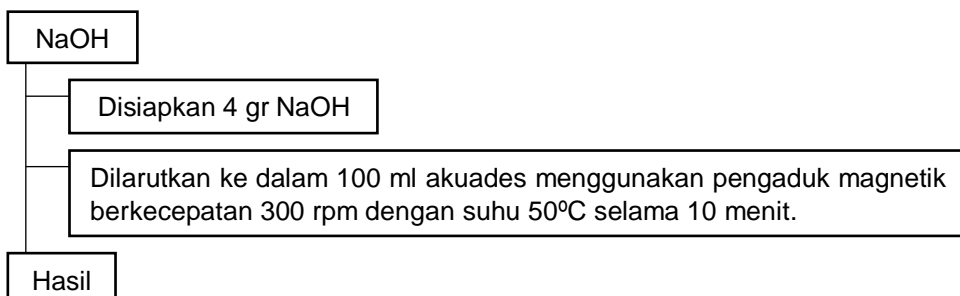 NaOH
Disiapkan 4 gr NaOH
Dilarutkan ke dalam 100 ml akuades menggunakan pengaduk magnetik
berkecepatan 300 rpm dengan suhu 50ºC selama 10 menit.
Hasil